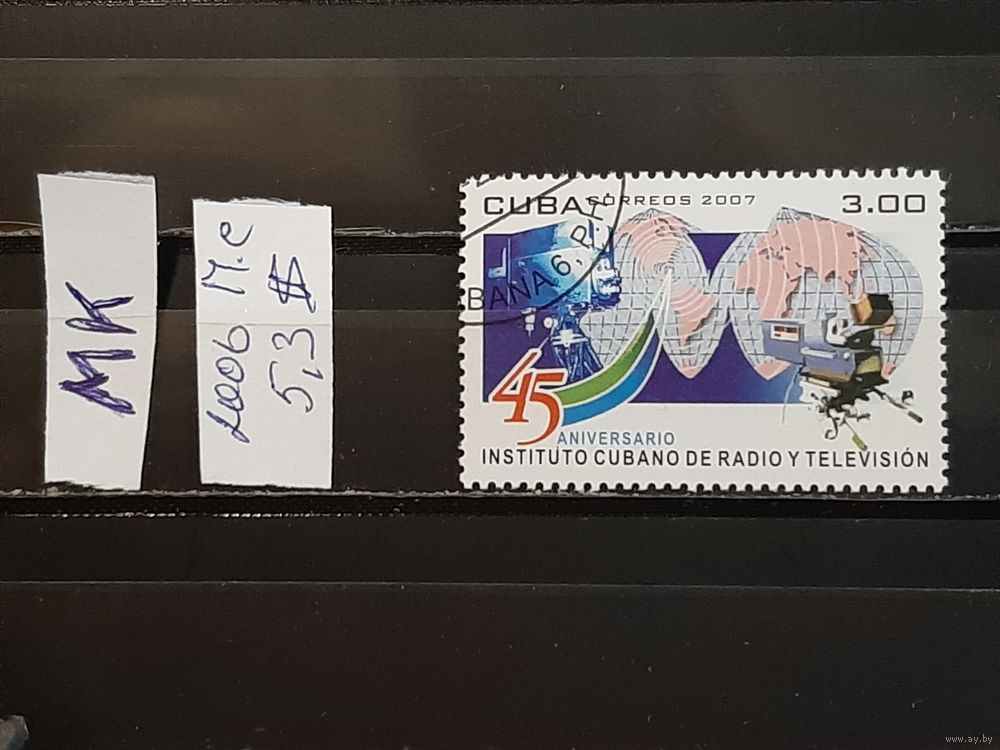 MK
2006 М.с
5,3 $
CUBA CORREOS 2007 3.00
BANA 6, P.H
45
ANIVERSARIO
INSTITUTO CUBANO DE RADIO Y TELEVISIÓN
www.ay.by